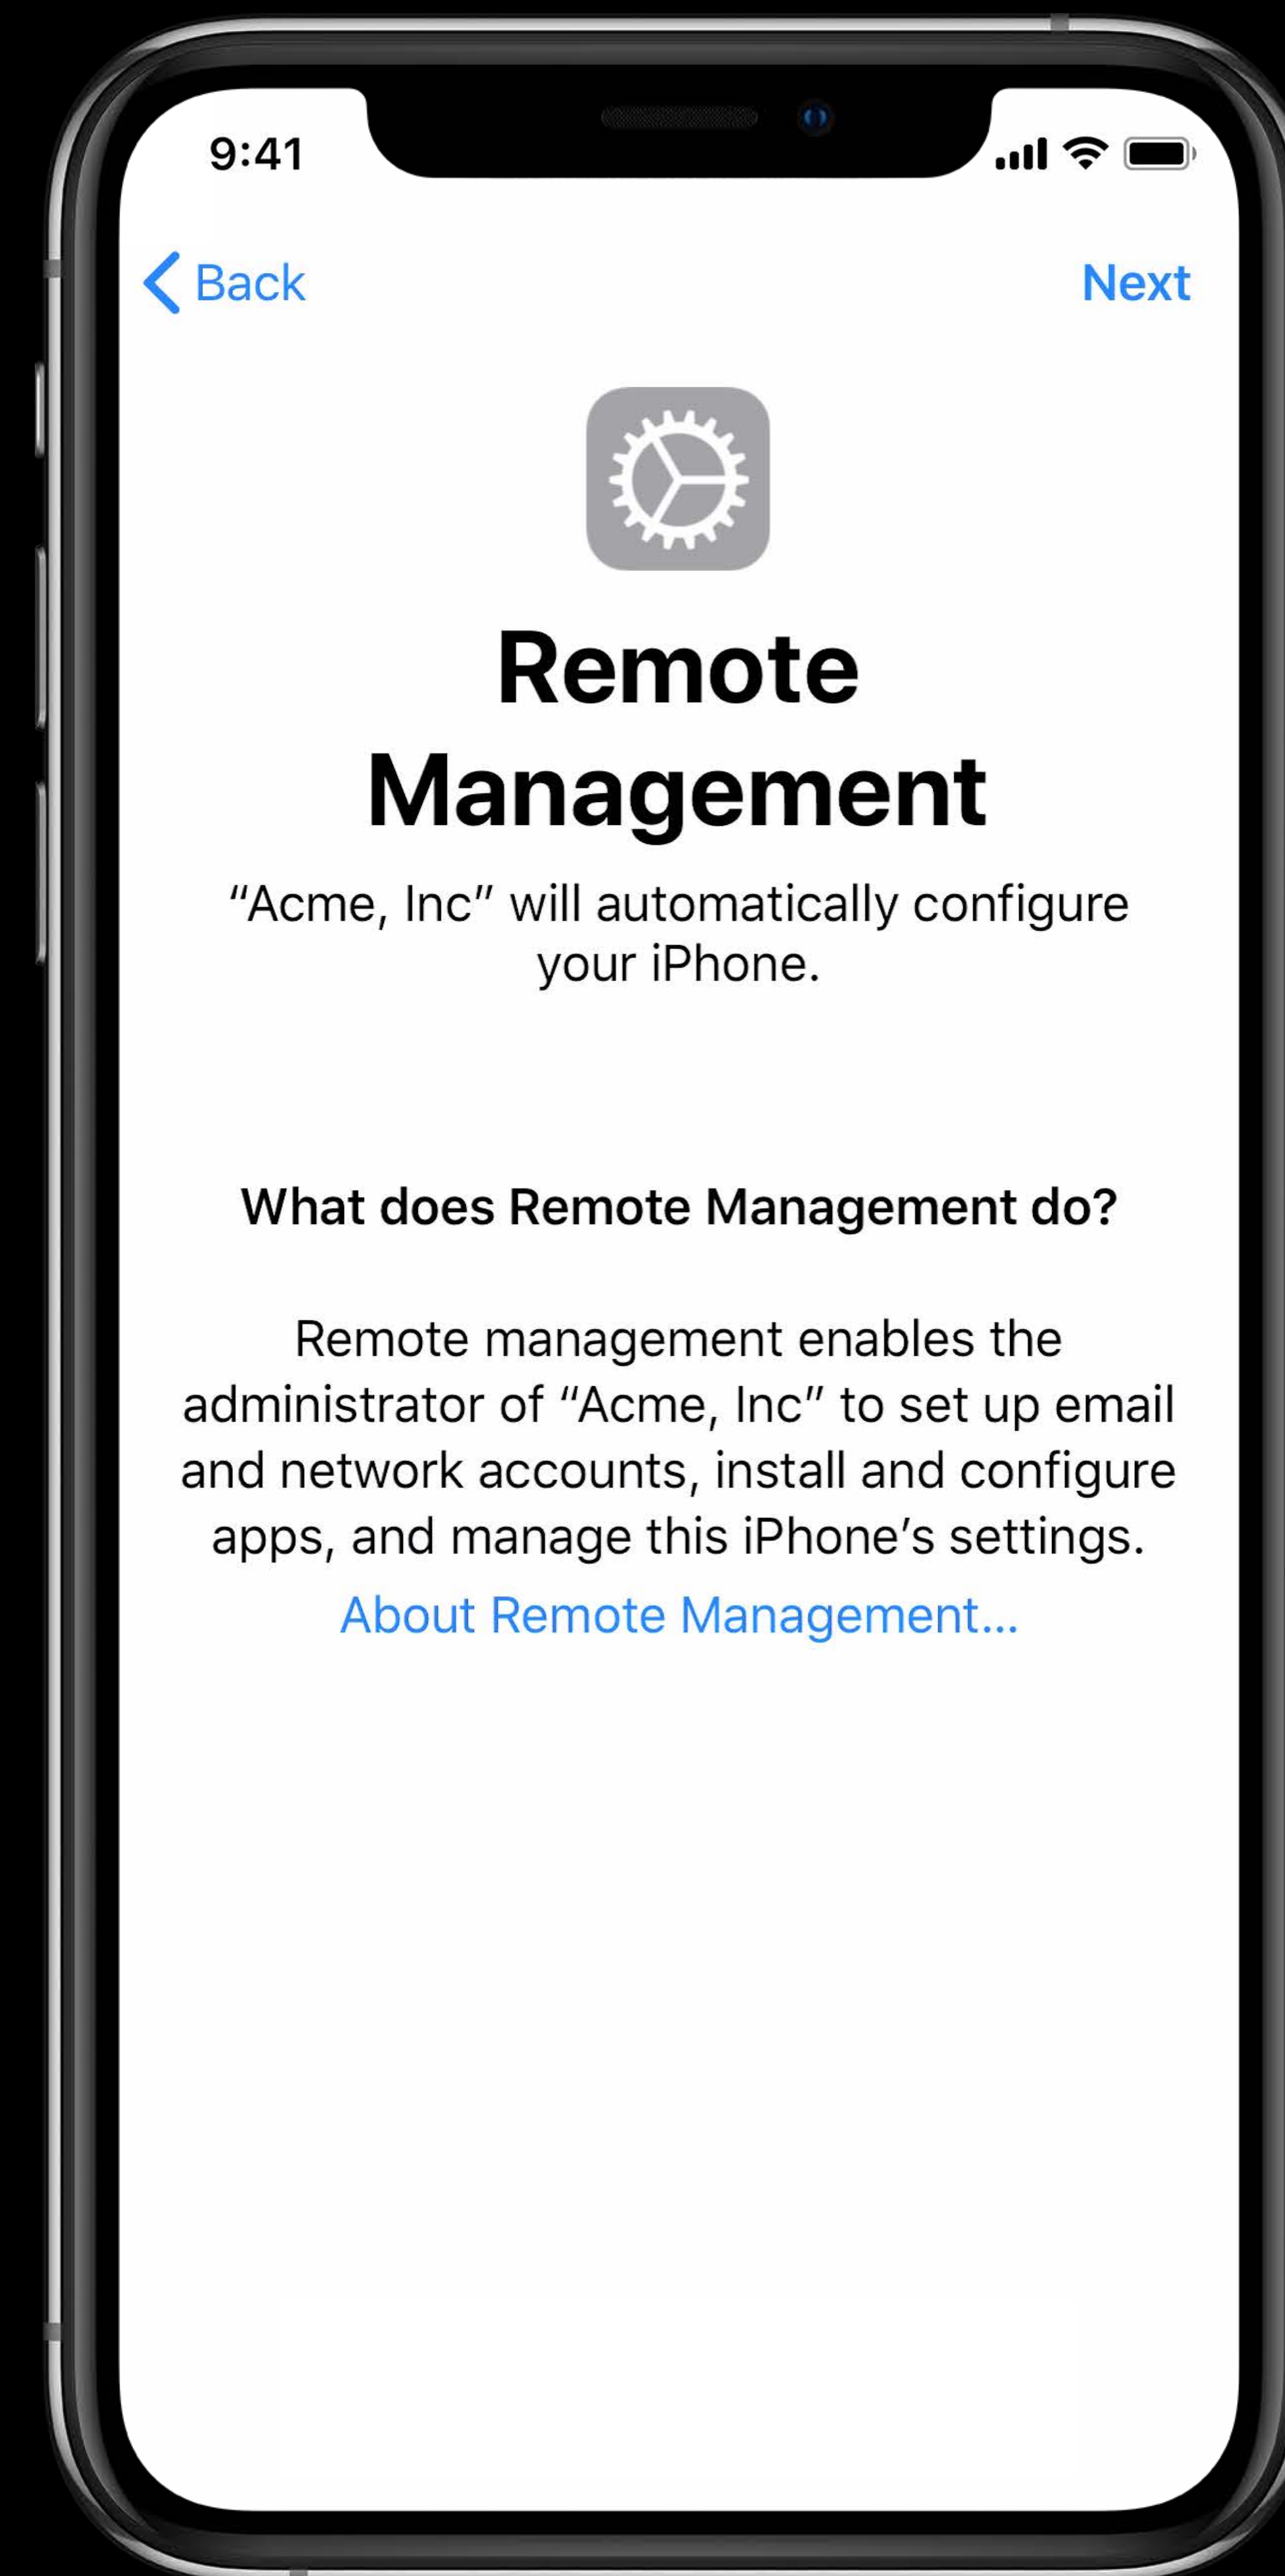 9:41
Back
Next
Remote
Management
“Acme, Inc” will automatically configure
your iPhone.
What does Remote Management do?
Remote management enables the
administrator of “Acme, Inc” to set up email
and network accounts, install and configure
apps, and manage this iPhone’s settings.
About Remote Management...